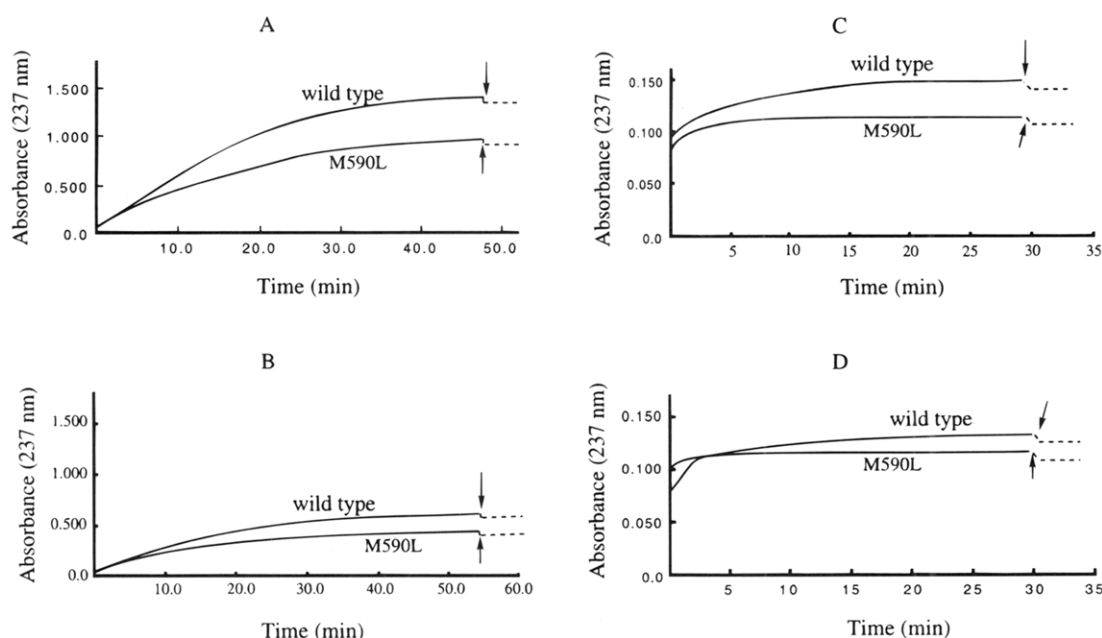 A
Absorbance (237 nm)
1.500
1.000
0.500
0.0
wild type
M590L
10.0
20.0
30.0
40.0
50.0
Time (min)
C
Absorbance (237 nm)
0.150
0.100
0.050
0.0
wild type
M590L
5
10
15
20
25
30
35
Time (min)
B
Absorbance (237 nm)
1.500
1.000
0.500
0.0
wild type
M590L
10.0
20.0
30.0
40.0
50.0
60.0
Time (min)
D
Absorbance (237 nm)
0.150
0.100
0.050
0.0
wild type
M590L
5
10
15
20
25
30
35
Time (min)